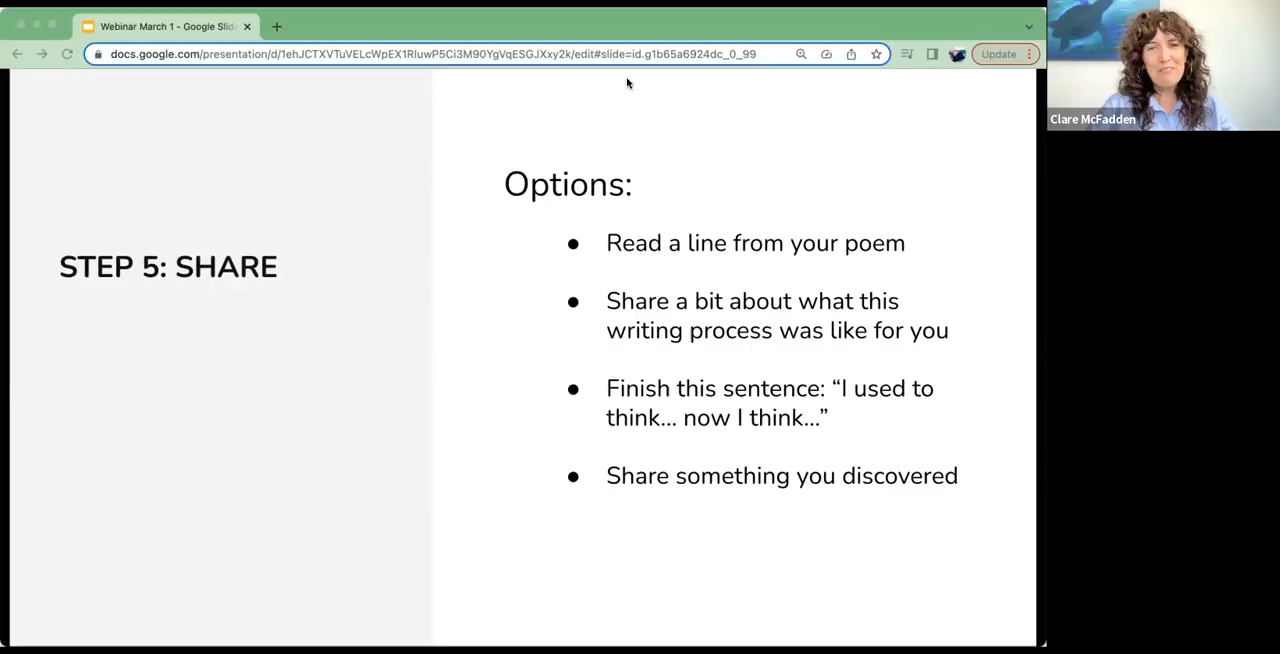 Webinar March 1 - Google Slid
docs.google.com/presentation/d/1ehJCTXVTuVELcWpEX1RluwP5Ci3M90YgVqESGJXxy2k/edit#slide=id.g1b65a6924dc_0_99
Update
Clare McFadden
STEP 5: SHARE
Options:
● Read a line from your poem
● Share a bit about what this
writing process was like for you
● Finish this sentence: “I used to
think... now I think...”
● Share something you discovered